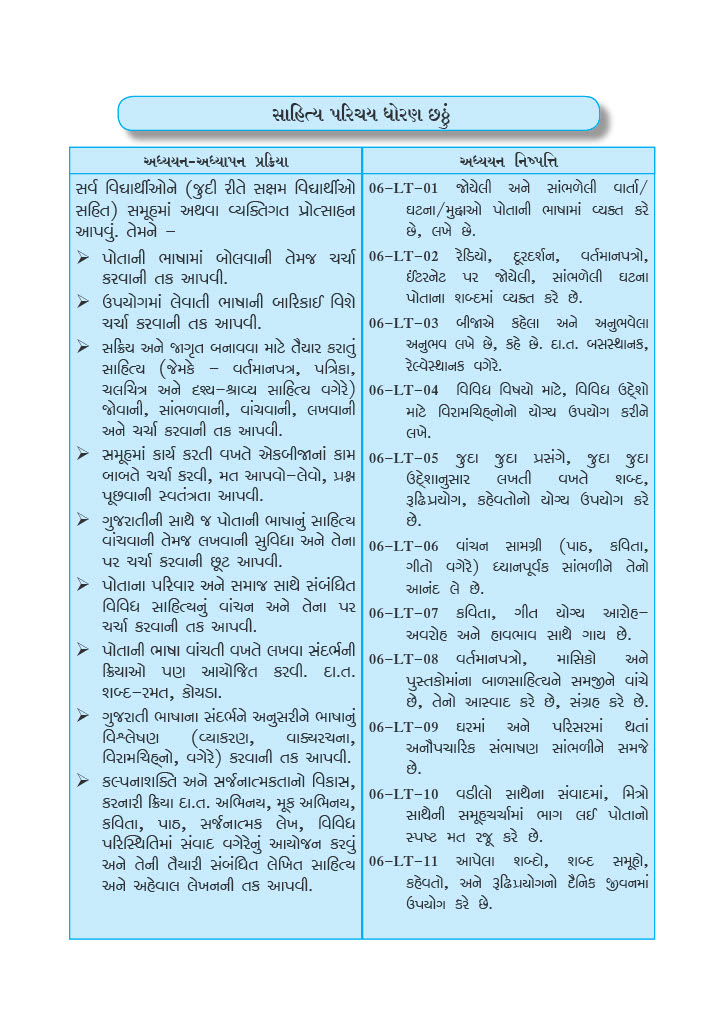 સાહિત્ય પરિચય ધોરણ છઠ્ઠું
અધ્યયન-અધ્યાપન પ્રક્રિયા
સર્વ વિદ્યાર્થીઓને (જુદી રીતે સક્ષમ વિદ્યાર્થીઓ
સહિત) સમૂહમાં અથવા વ્યક્તિગત પ્રોત્સાહન
આપવું. તેમને –
➢ પોતાની ભાષામાં બોલવાની તેમજ ચર્ચા
કરવાની તક આપવી.
➢ ઉપયોગમાં લેવાતી ભાષાની બારિકાઈ વિશે
ચર્ચા કરવાની તક આપવી.
➢ સક્રિય અને જાગૃત બનાવવા માટે તૈયાર કરાતું
સાહિત્ય (જેમકે – વર્તમાનપત્ર, પત્રિકા,
ચલચિત્ર અને દૃશ્ય-શ્રાવ્ય સાહિત્ય વગેરે)
જોવાની, સાંભળવાની, વાંચવાની, લખવાની
અને ચર્ચા કરવાની તક આપવી.
➢ સમૂહમાં કાર્ય કરતી વખતે એકબીજાનાં કામ
બાબતે ચર્ચા કરવી, મત આપવો-લેવો, પ્રશ્ન
પૂછવાની સ્વતંત્રતા આપવી.
➢ ગુજરાતીની સાથે જ પોતાની ભાષાનું સાહિત્ય
વાંચવાની તેમજ લખવાની સુવિધા અને તેના
પર ચર્ચા કરવાની છૂટ આપવી.
➢ પોતાના પરિવાર અને સમાજ સાથે સંબંધિત
વિવિધ સાહિત્યનું વાંચન અને તેના પર
ચર્ચા કરવાની તક આપવી.
➢ પોતાની ભાષા વાંચતી વખતે લખવા સંદર્ભની
ક્રિયાઓ પણ આયોજિત કરવી. દા.ત.
શબ્દ-રમત, કોયડા.
➢ ગુજરાતી ભાષાના સંદર્ભને અનુસરીને ભાષાનું
વિશ્લેષણ (વ્યાકરણ, વાક્યરચના,
વિરામચિહ્નો, વગેરે) કરવાની તક આપવી.
➢ કલ્પનાશક્તિ અને સર્જનાત્મકતાનો વિકાસ,
કરનારી ક્રિયા દા.ત. અભિનય, મૂક અભિનય,
કવિતા, પાઠ, સર્જનાત્મક લેખ, વિવિધ
પરિસ્થિતિમાં સંવાદ વગેરેનું આયોજન કરવું
અને તેની તૈયારી સંબંધિત લેખિત સાહિત્ય
અને અહેવાલ લેખનની તક આપવી.
અધ્યયન નિષ્પત્તિ
06-LT-01 જોયેલી અને સાંભળેલી વાર્તા/
ઘટના/મુદ્દાઓ પોતાની ભાષામાં વ્યક્ત કરે
છે, લખે છે.
06-LT-02 રેડિયો, દૂરદર્શન, વર્તમાનપત્રો,
ઈંટરનેટ પર જોયેલી, સાંભળેલી ઘટના
પોતાના શબ્દમાં વ્યક્ત કરે છે.
06-LT-03 બીજાએ કહેલા અને અનુભવેલા
અનુભવ લખે છે, કહે છે. દા.ત. બસસ્થાનક,
રેલ્વેસ્થાનક વગેરે.
06-LT-04 વિવિધ વિષયો માટે, વિવિધ ઉદ્દેશો
માટે વિરામચિહ્નોનો યોગ્ય ઉપયોગ કરીને
લખે.
06-LT-05 જુદા જુદા પ્રસંગે, જુદા જુદા
ઉદ્દેશાનુસાર લખતી વખતે શબ્દ,
રૂઢિપ્રયોગ, કહેવતોનો યોગ્ય ઉપયોગ કરે
છે.
06-LT-06 વાંચન સામગ્રી (પાઠ, કવિતા,
ગીતો વગેરે) ધ્યાનપૂર્વક સાંભળીને તેનો
આનંદ લે છે.
06-LT-07 કવિતા, ગીત યોગ્ય આરોહ-
અવરોહ અને હાવભાવ સાથે ગાય છે.
06-LT-08 વર્તમાનપત્રો, માસિકો અને
પુસ્તકોમાંના બાળસાહિત્યને સમજીને વાંચે
છે, તેનો આસ્વાદ કરે છે, સંગ્રહ કરે છે.
06-LT-09 ઘરમાં અને પરિસરમાં થતાં
અનૌપચારિક સંભાષણ સાંભળીને સમજે
છે.
06-LT-10 વડીલો સાથેના સંવાદમાં, મિત્રો
સાથેની સમૂહચર્ચામાં ભાગ લઈ પોતાનો
સ્પષ્ટ મત રજૂ કરે છે.
06-LT-11 આપેલા શબ્દો, શબ્દ સમૂહો,
કહેવતો, અને રૂઢિપ્રયોગનો દૈનિક જીવનમાં
ઉપયોગ કરે છે.